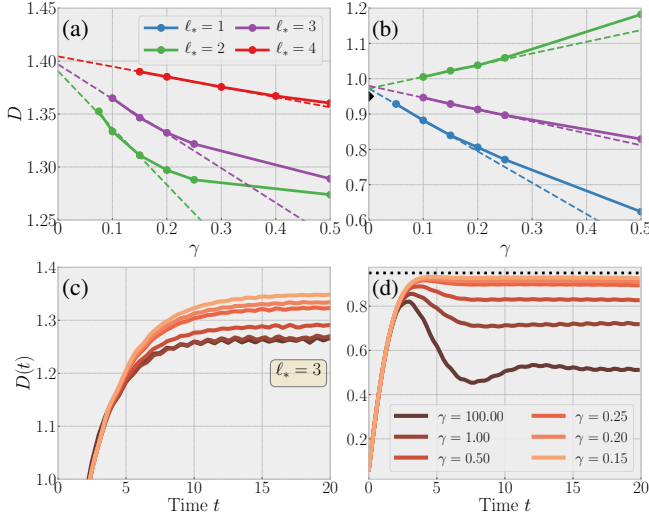 (a)
ℓ* = 1
ℓ* = 2
ℓ* = 3
ℓ* = 4
1.45
1.40
1.35
1.30
1.25
D
0
0.1
0.2
0.3
0.4
0.5
γ
(b)
1.2
1.1
1.0
0.9
0.8
0.7
0.6
0
0.1
0.2
0.3
0.4
0.5
γ
(c)
1.4
1.3
1.2
1.1
1.0
D(t)
ℓ* = 3
0
5
10
15
20
Time t
(d)
0.8
0.6
0.4
0.2
γ = 100.00
γ = 1.00
γ = 0.50
γ = 0.25
γ = 0.20
γ = 0.15
0
5
10
15
20
Time t